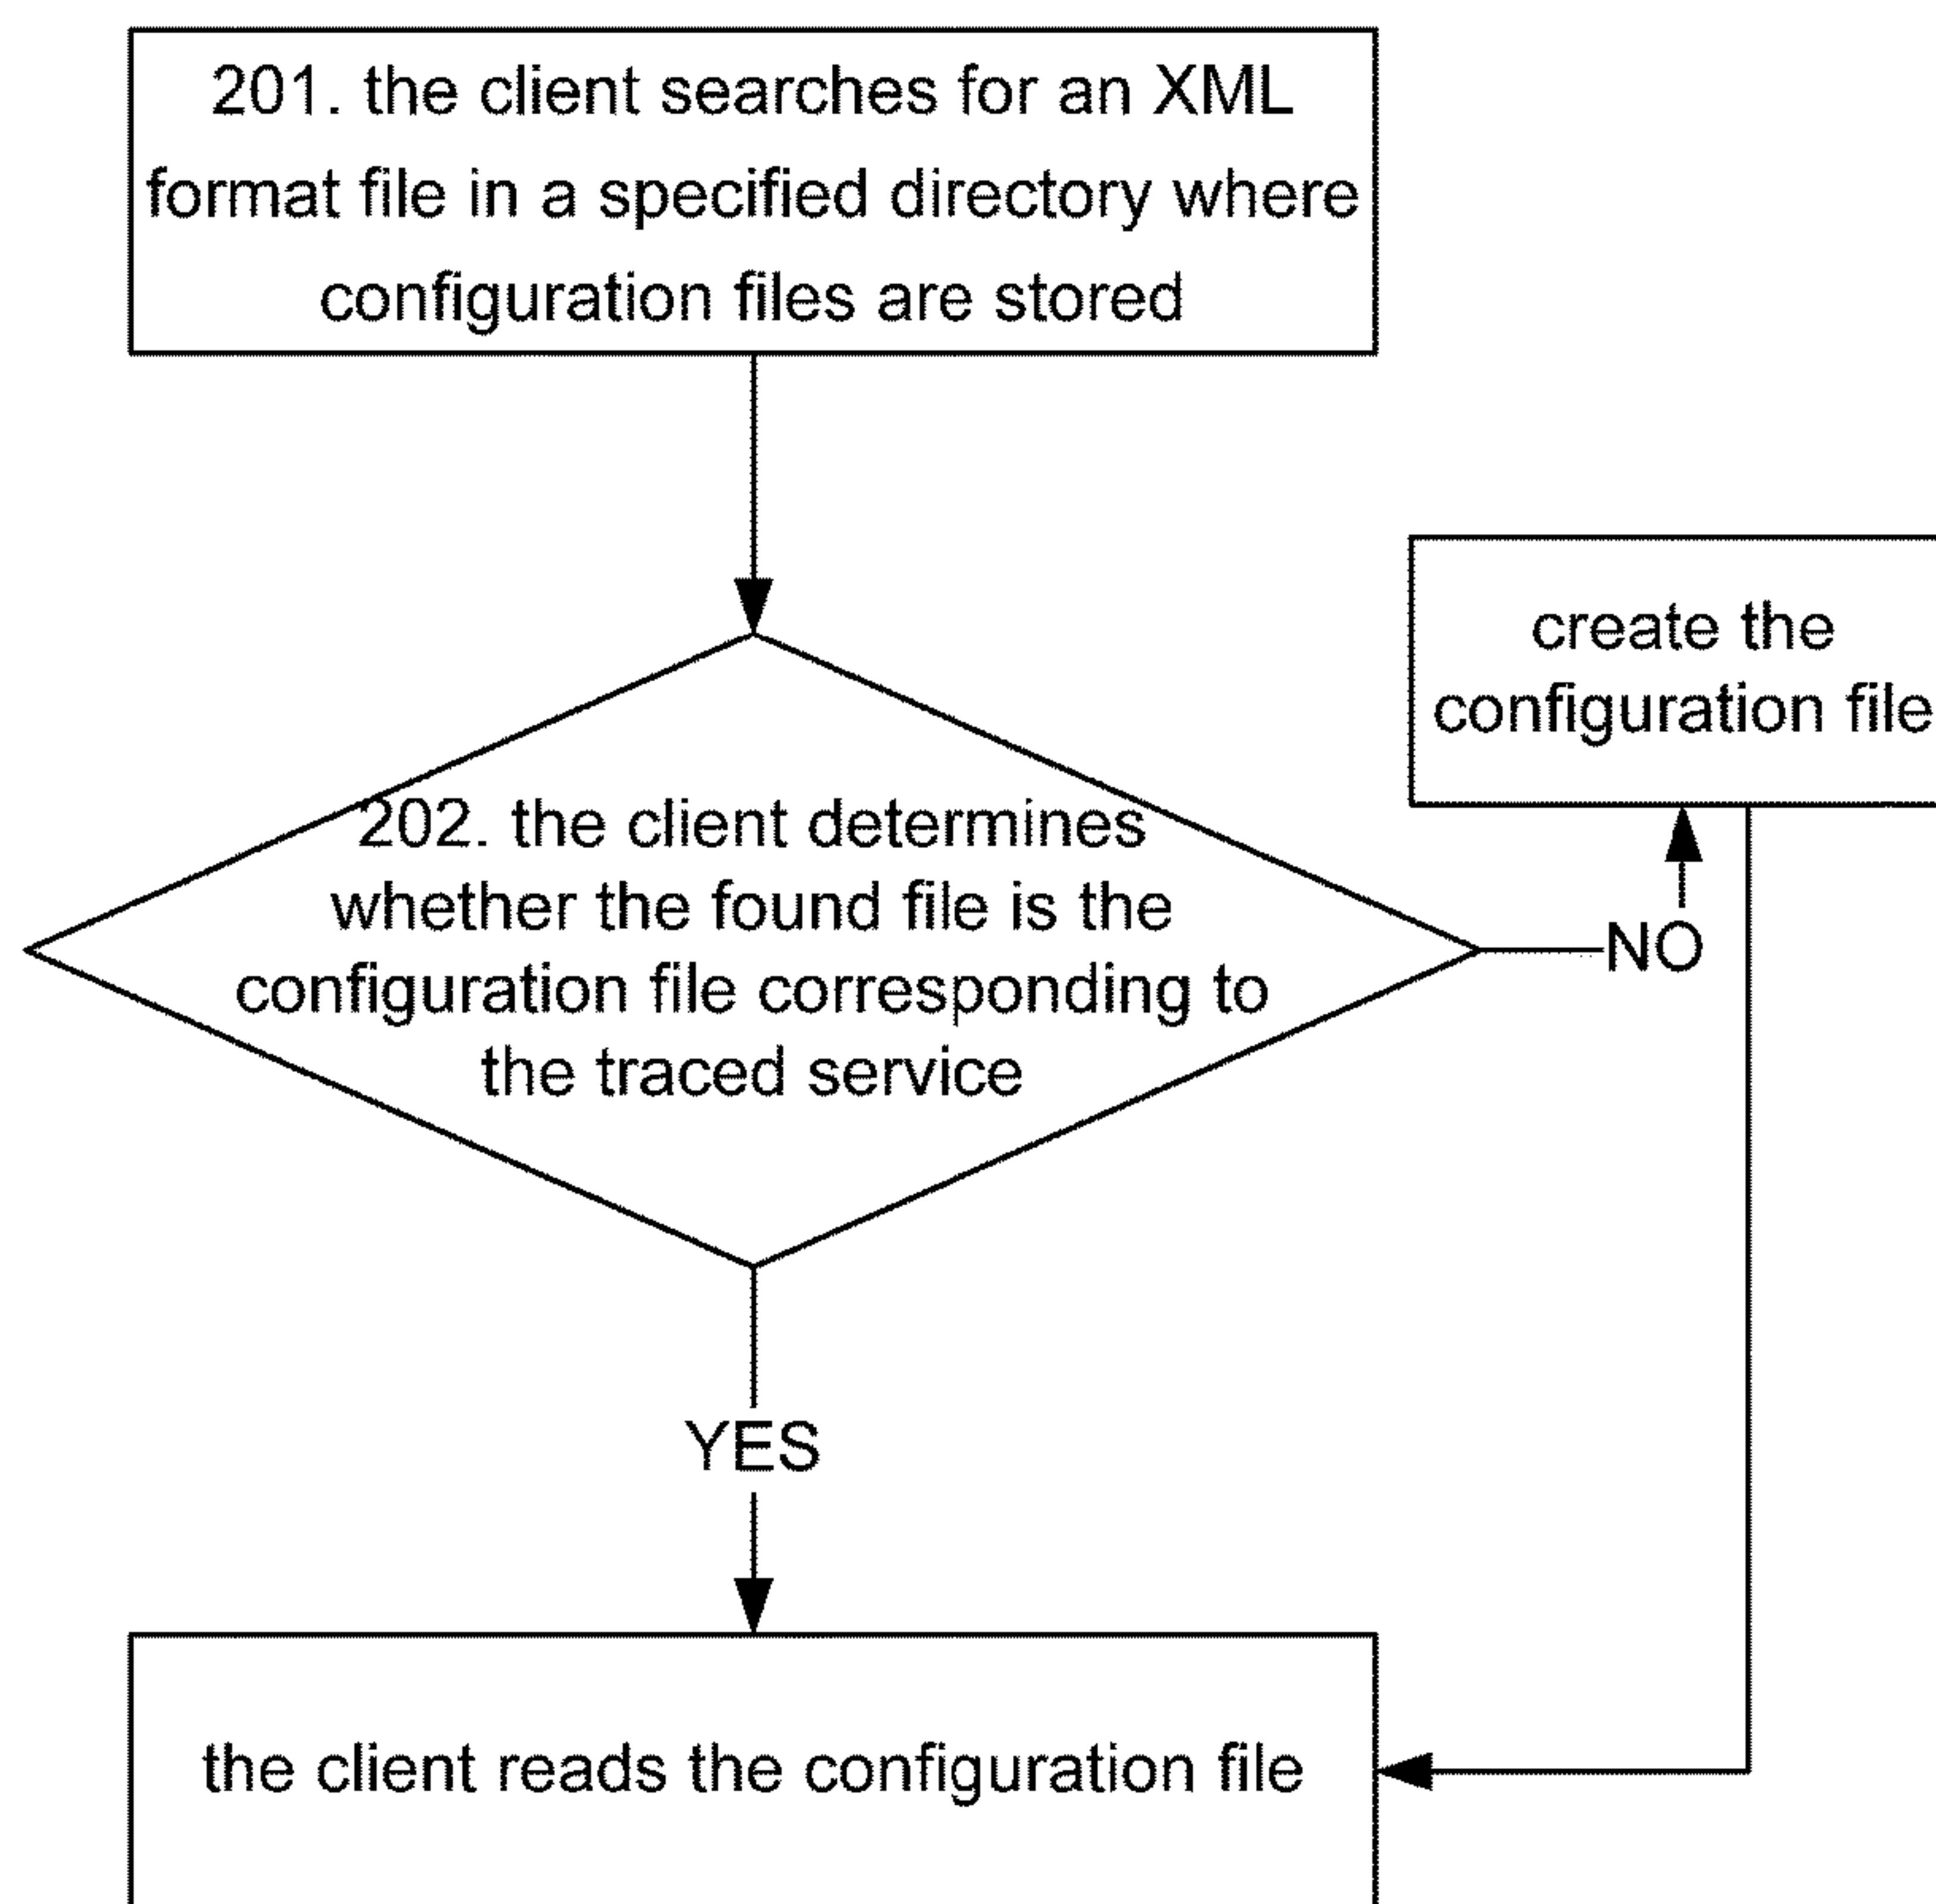 201. the client searches for an XML
format file in a specified directory where
configuration files are stored
create the
configuration file
202. the client determines
whether the found file is the
configuration file corresponding to
the traced service
NO
YES
the client reads the configuration file